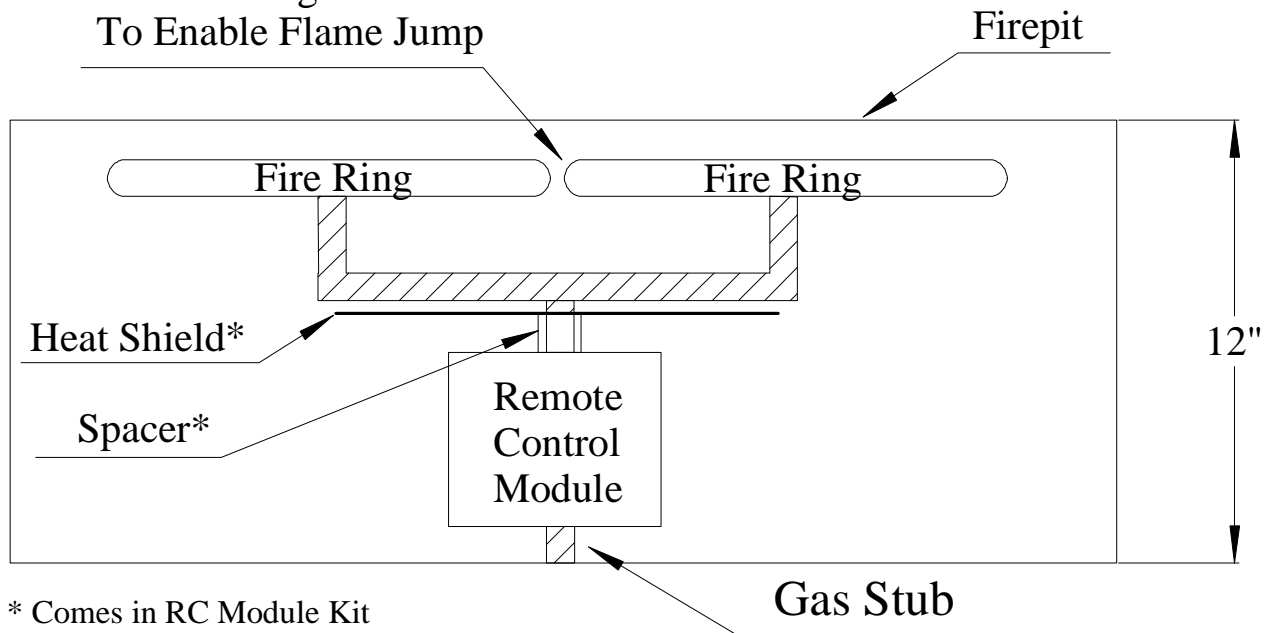 To Enable Flame Jump
Firepit
Fire Ring
Fire Ring
Heat Shield*
12"
Spacer*
Remote
Control
Module
Gas Stub
* Comes in RC Module Kit